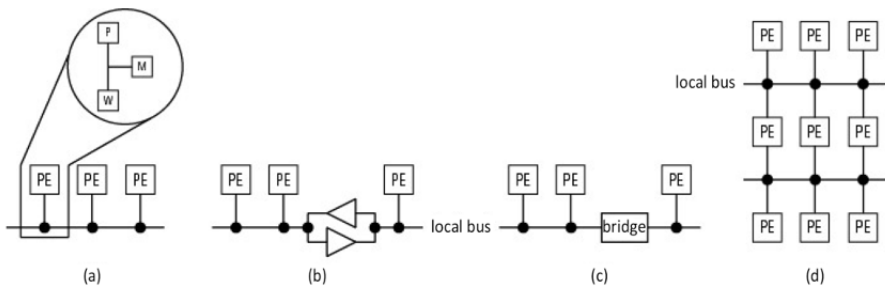 P
M
W
PE PE PE
(a)
PE PE PE
local bus
(b)
PE PE PE
bridge
(c)
PE PE PE
local bus
PE PE PE
PE PE PE
(d)